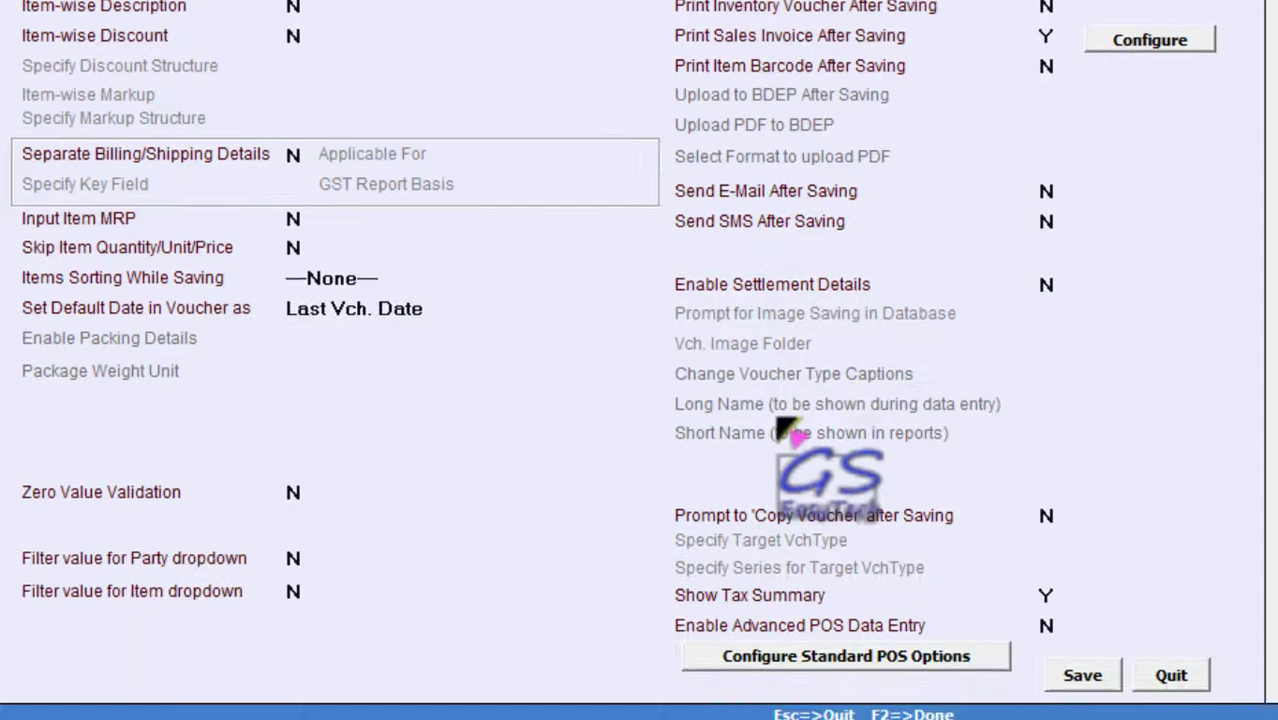 Item-wise Description N
Item-wise Discount N
Specify Discount Structure
Item-wise Markup
Specify Markup Structure
Separate Billing/Shipping Details N Applicable For
Specify Key Field GST Report Basis
Input Item MRP N
Skip Item Quantity/Unit/Price N
Items Sorting While Saving —None—
Set Default Date in Voucher as Last Vch. Date
Enable Packing Details
Package Weight Unit
Zero Value Validation N
Filter value for Party dropdown N
Filter value for Item dropdown N
Print Inventory Voucher After Saving N
Print Sales Invoice After Saving Y Configure
Print Item Barcode After Saving N
Upload to BDEP After Saving
Upload PDF to BDEP
Select Format to upload PDF
Send E-Mail After Saving N
Send SMS After Saving N
Enable Settlement Details N
Prompt for Image Saving in Database
Vch. Image Folder
Change Voucher Type Captions
Long Name (to be shown during data entry)
Short Name (to be shown in reports)
GS
EasyTech
Prompt to 'Copy Voucher' after Saving N
Specify Target VchType
Specify Series for Target VchType
Show Tax Summary Y
Enable Advanced POS Data Entry N
Configure Standard POS Options
Save Quit
Esc=>Quit F2=>Done